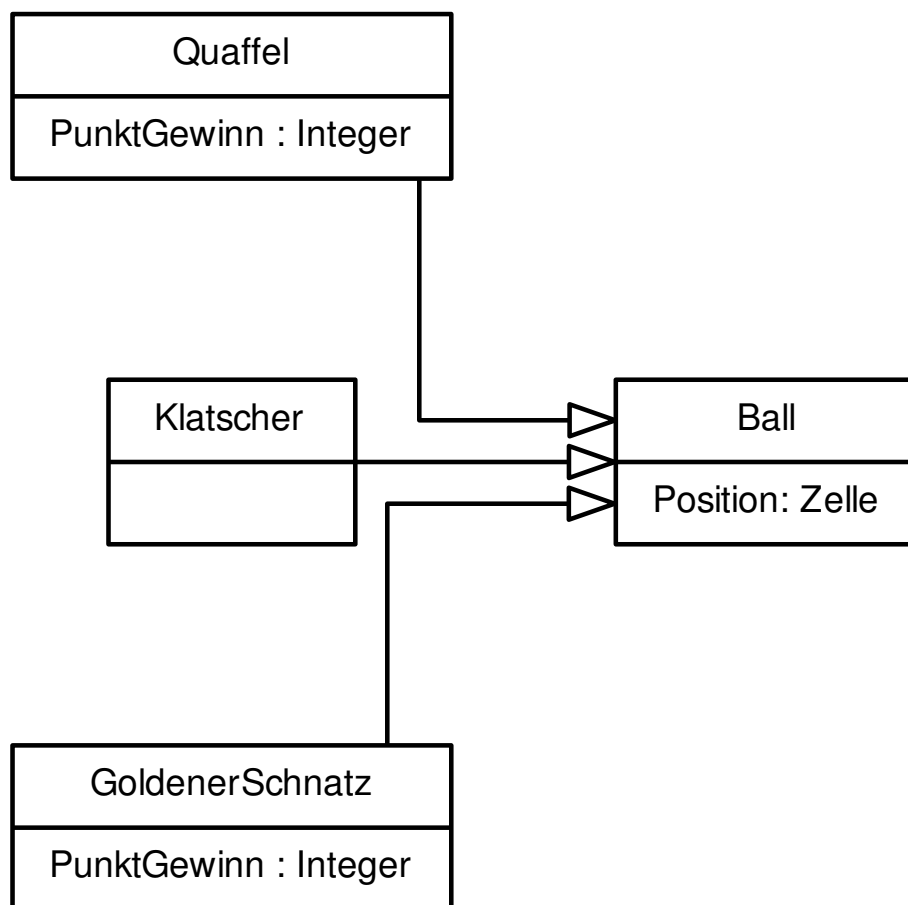 Quaffel
PunktGewinn : Integer
Klatscher
Ball
Position: Zelle
GoldenerSchnatz
PunktGewinn : Integer